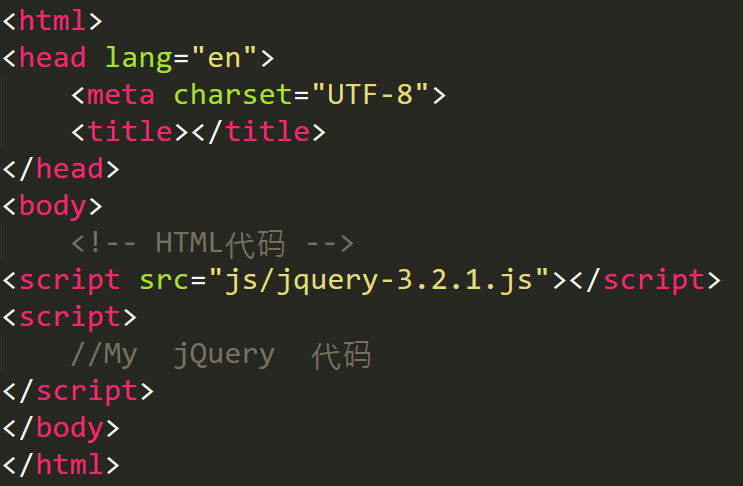 <html>
<head lang="en">
    <meta charset="UTF-8">
    <title></title>
</head>
<body>
    <!-- HTML代码 -->
<script src="js/jquery-3.2.1.js"></script>
<script>
    //My  jQuery  代码
</script>
</body>
</html>